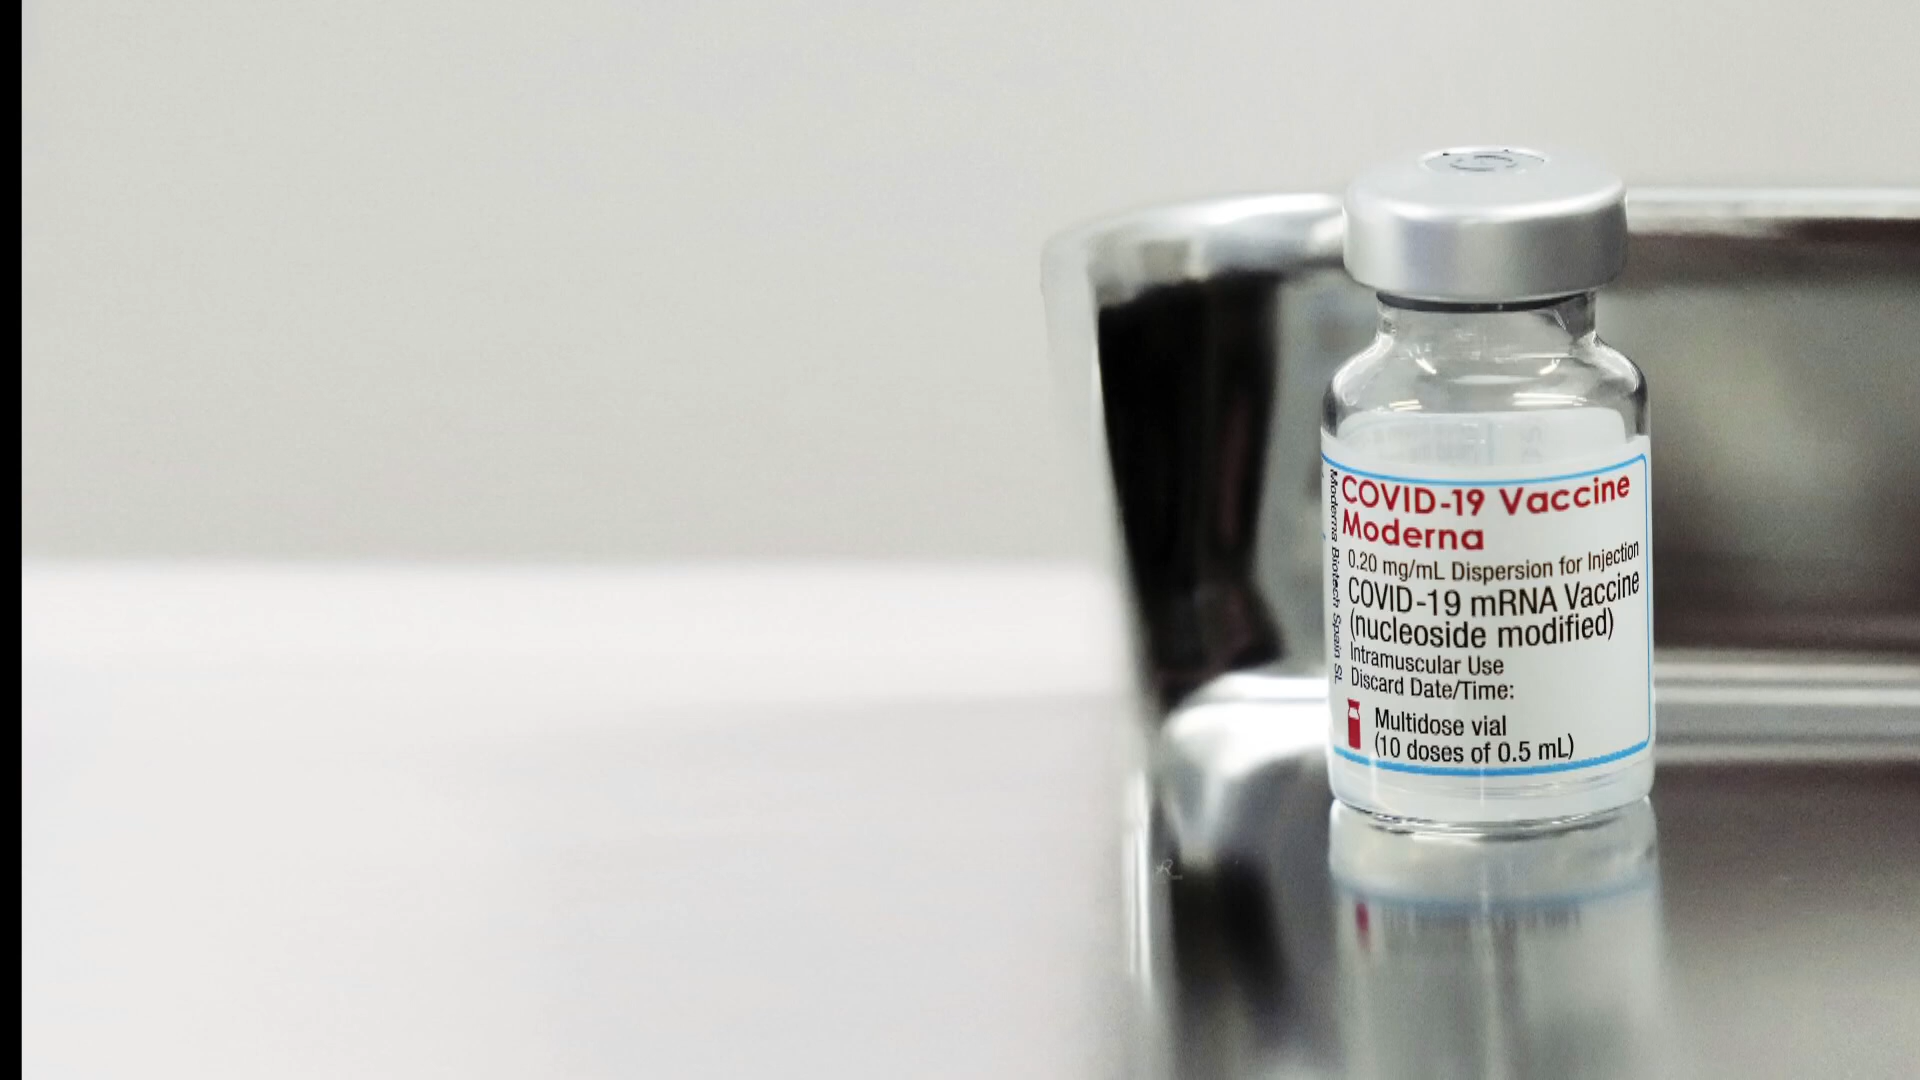 COVID-19 Vaccine
Moderna
0.20 mg/mL Dispersion for Injection
COVID-19 mRNA Vaccine
(nucleoside modified)
Intramuscular Use
Discard Date/Time:
Multidose vial
(10 doses of 0.5 mL)
Moderna Biotech Spain SL